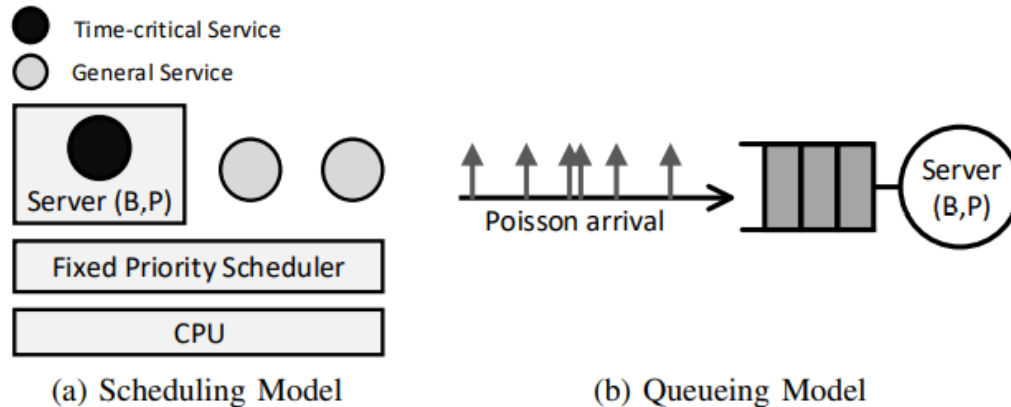 Time-critical Service
General Service
Server (B,P)
Fixed Priority Scheduler
CPU
(a) Scheduling Model
Poisson arrival
Server
(B,P)
(b) Queueing Model